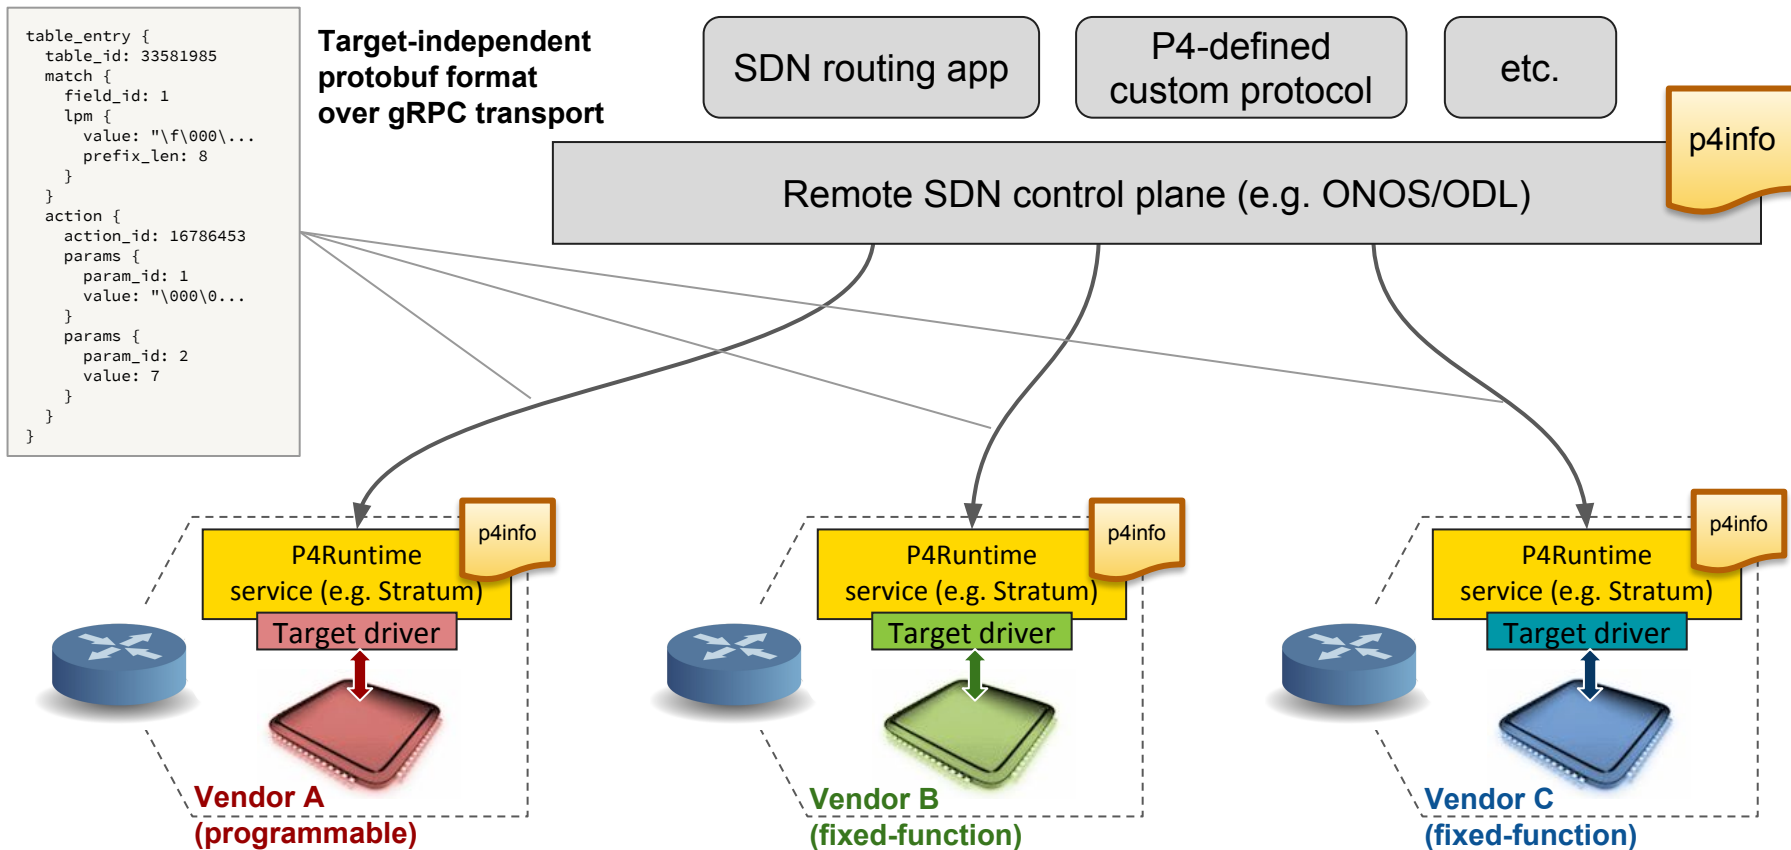 table_entry {
  table_id: 33581985
  match {
    field_id: 1
    lpm {
      value: "\f\000\...
      prefix_len: 8
    }
  }
  action {
    action_id: 16786453
    params {
      param_id: 1
      value: "\000\0...
    }
    params {
      param_id: 2
      value: 7
    }
  }
}
Target-independent
protobuf format
over gRPC transport
SDN routing app
P4-defined
custom protocol
etc.
p4info
Remote SDN control plane (e.g. ONOS/ODL)
p4info
P4Runtime
service (e.g. Stratum)
Target driver
Vendor A
(programmable)
p4info
P4Runtime
service (e.g. Stratum)
Target driver
Vendor B
(fixed-function)
p4info
P4Runtime
service (e.g. Stratum)
Target driver
Vendor C
(fixed-function)